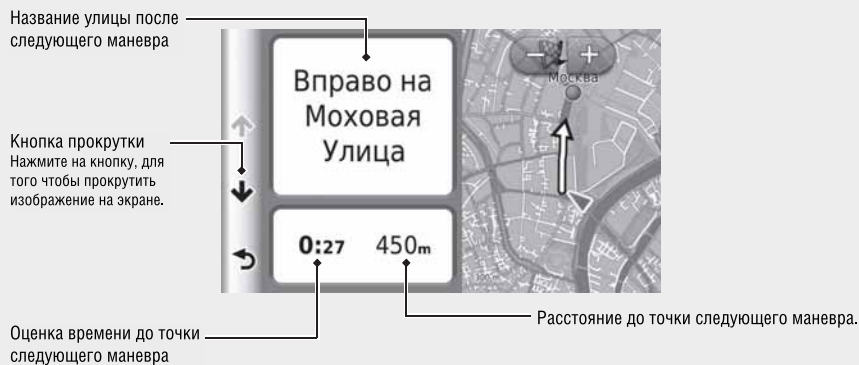 Название улицы после
следующего маневра
Кнопка прокрутки
Нажмите на кнопку, для
того чтобы прокрутить
изображение на экране.
Оценка времени до точки
следующего маневра
Вправо на
Моховая
Улица
0:27 450m
Москва
Расстояние до точки следующего маневра.